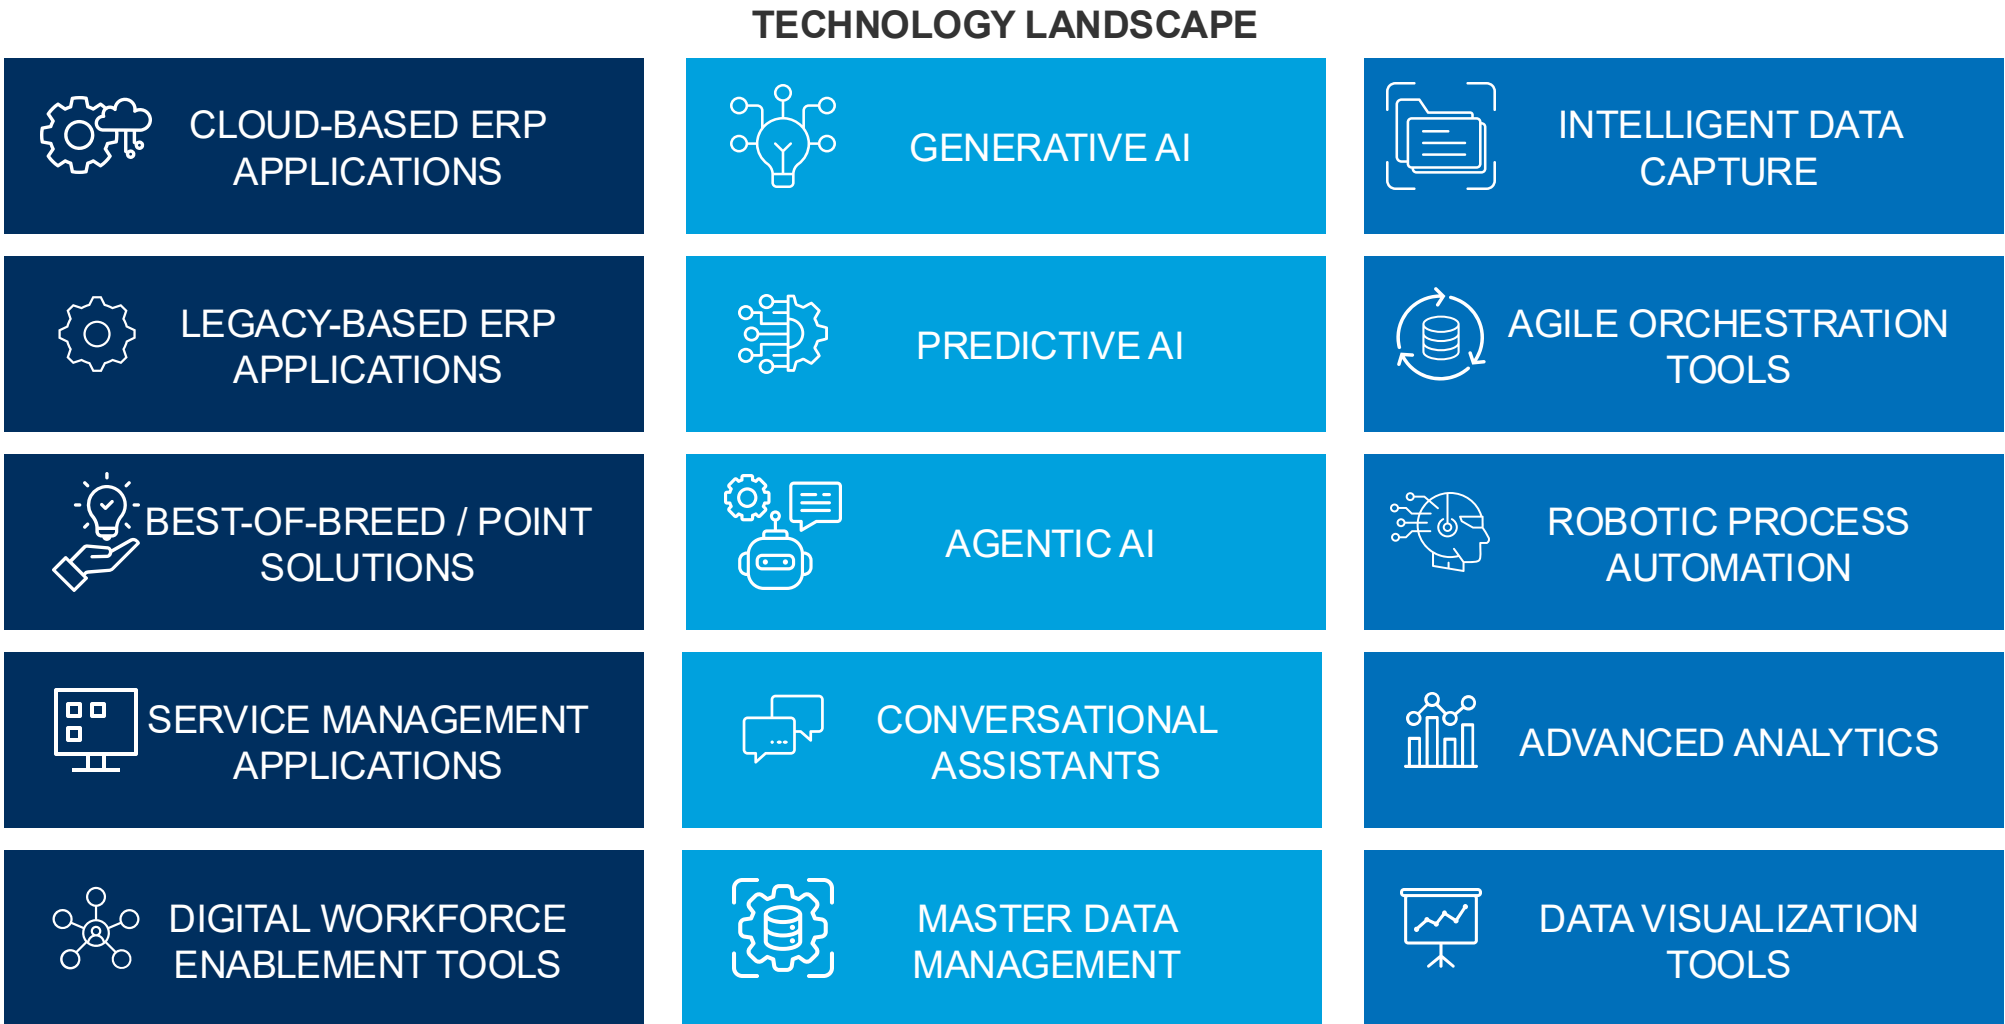 TECHNOLOGY LANDSCAPE
CLOUD-BASED ERP
APPLICATIONS
GENERATIVE AI
INTELLIGENT DATA
CAPTURE
LEGACY-BASED ERP
APPLICATIONS
PREDICTIVE AI
AGILE ORCHESTRATION
TOOLS
BEST-OF-BREED / POINT
SOLUTIONS
AGENTIC AI
ROBOTIC PROCESS
AUTOMATION
SERVICE MANAGEMENT
APPLICATIONS
CONVERSATIONAL
ASSISTANTS
ADVANCED ANALYTICS
DIGITAL WORKFORCE
ENABLEMENT TOOLS
MASTER DATA
MANAGEMENT
DATA VISUALIZATION
TOOLS